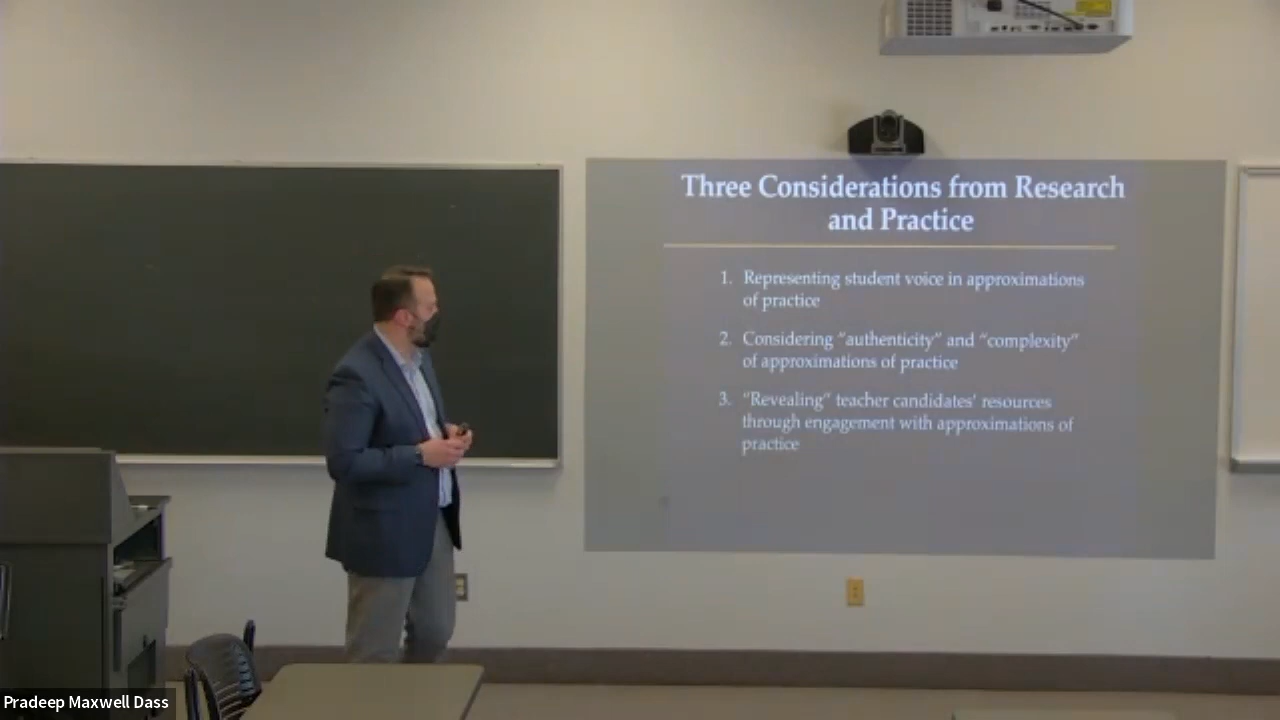 Three Considerations from Research
and Practice
1. Representing student voice in approximations
of practice
2. Considering “authenticity” and “complexity”
of approximations of practice
3. “Revealing” teacher candidates’ resources
through engagement with approximations of
practice
Pradeep Maxwell Dass